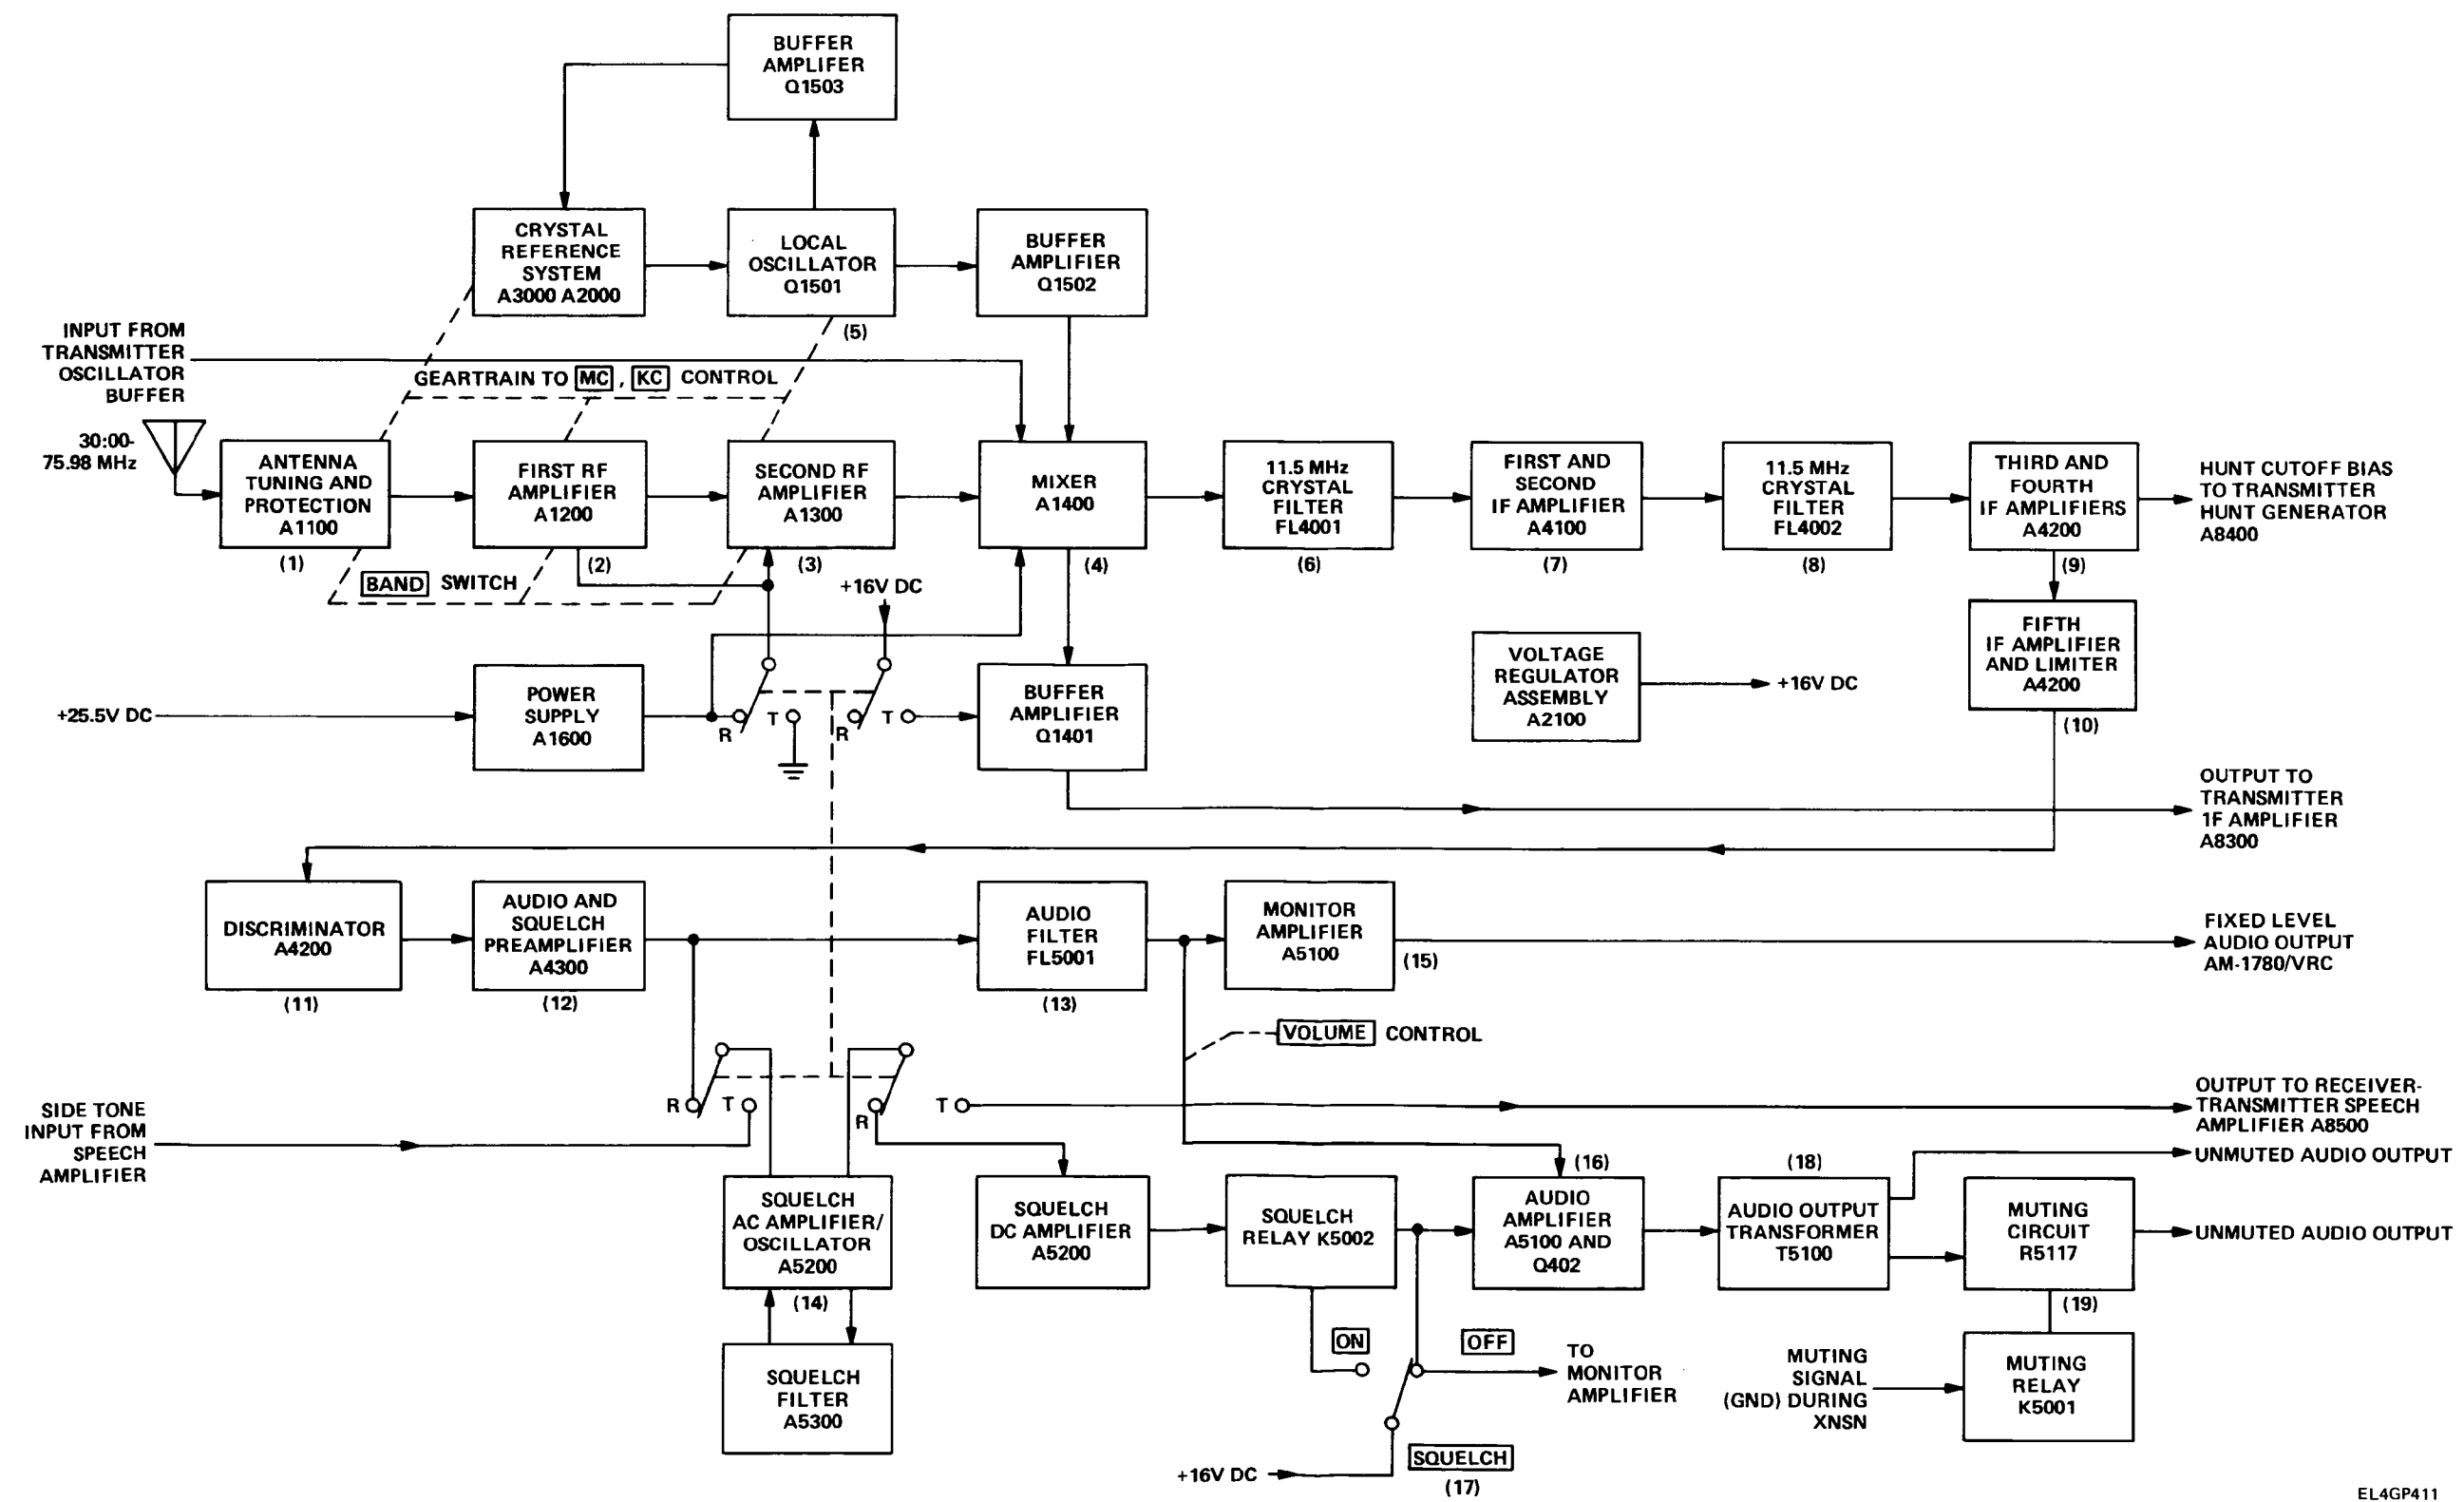 BUFFER
AMPLIFER
Q1503
CRYSTAL
REFERENCE
SYSTEM
A3000 A2000
LOCAL
OSCILLATOR
Q1501
(5)
BUFFER
AMPLIFIER
Q1502
INPUT FROM
TRANSMITTER
OSCILLATOR
BUFFER
GEARTRAIN TO MC , KC CONTROL
30:00-
75.98 MHz
ANTENNA
TUNING AND
PROTECTION
A1100
(1)
FIRST RF
AMPLIFIER
A1200
(2)
SECOND RF
AMPLIFIER
A1300
(3)
MIXER
A1400
(4)
11.5 MHz
CRYSTAL
FILTER
FL4001
(6)
FIRST AND
SECOND
IF AMPLIFIER
A4100
(7)
11.5 MHz
CRYSTAL
FILTER
FL4002
(8)
THIRD AND
FOURTH
IF AMPLIFIERS
A4200
(9)
HUNT CUTOFF BIAS
TO TRANSMITTER
HUNT GENERATOR
A8400
BAND SWITCH
+16V DC
+25.5V DC
POWER
SUPPLY
A1600
R
T
R
T
BUFFER
AMPLIFIER
Q1401
VOLTAGE
REGULATOR
ASSEMBLY
A2100
+16V DC
FIFTH
IF AMPLIFIER
AND LIMITER
A4200
(10)
OUTPUT TO
TRANSMITTER
1F AMPLIFIER
A8300
DISCRIMINATOR
A4200
(11)
AUDIO AND
SQUELCH
PREAMPLIFIER
A4300
(12)
AUDIO
FILTER
FL5001
(13)
MONITOR
AMPLIFIER
A5100
(15)
FIXED LEVEL
AUDIO OUTPUT
AM-1780/VRC
VOLUME CONTROL
R
T
R
T
OUTPUT TO RECEIVER-
TRANSMITTER SPEECH
AMPLIFIER A8500
SIDE TONE
INPUT FROM
SPEECH
AMPLIFIER
SQUELCH
AC AMPLIFIER/
OSCILLATOR
A5200
(14)
SQUELCH
DC AMPLIFIER
A5200
SQUELCH
RELAY K5002
(16)
AUDIO
AMPLIFIER
A5100 AND
Q402
(18)
AUDIO OUTPUT
TRANSFORMER
T5100
UNMUTED AUDIO OUTPUT
MUTING
CIRCUIT
R5117
(19)
UNMUTED AUDIO OUTPUT
SQUELCH
FILTER
A5300
ON
OFF
TO
MONITOR
AMPLIFIER
MUTING
SIGNAL
(GND) DURING
XNSN
MUTING
RELAY
K5001
+16V DC
SQUELCH
(17)
EL4GP411